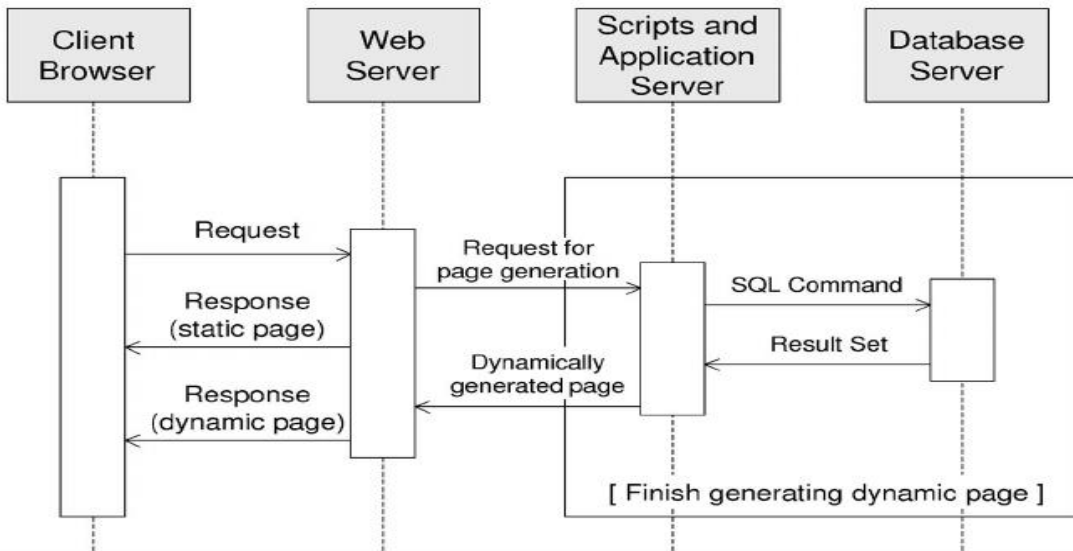 Client
Browser
Web
Server
Scripts and
Application
Server
Database
Server
Request
Request for
page generation
SQL Command
Response
(static page)
Result Set
Dynamically
generated page
Response
(dynamic page)
[ Finish generating dynamic page ]